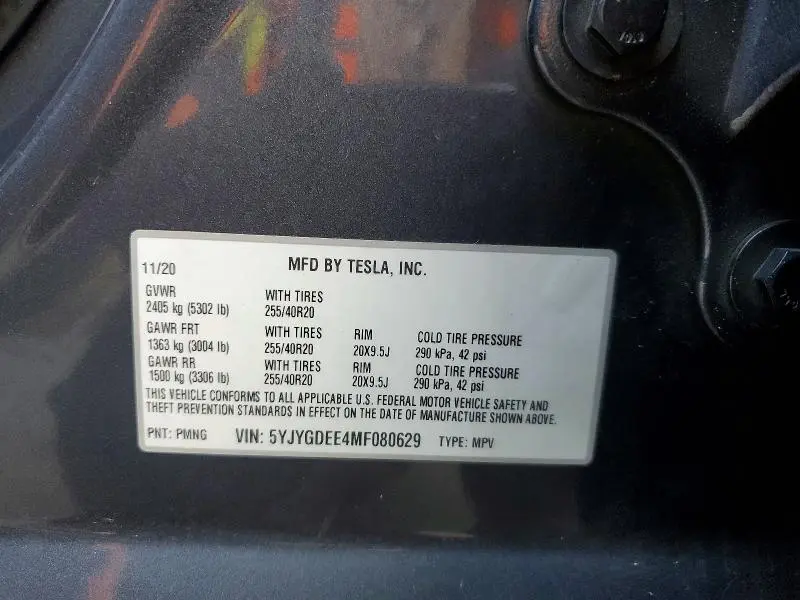 11/20 MFD BY TESLA, INC.
GVWR WITH TIRES
2405 kg (5302 lb) 255/40R20
GAWR FRT WITH TIRES RIM COLD TIRE PRESSURE
1363 kg (3004 lb) 255/40R20 20X9.5J 290 kPa, 42 psi
GAWR RR WITH TIRES RIM COLD TIRE PRESSURE
1500 kg (3306 lb) 255/40R20 20X9.5J 290 kPa, 42 psi
THIS VEHICLE CONFORMS TO ALL APPLICABLE U.S. FEDERAL MOTOR VEHICLE SAFETY AND
THEFT PREVENTION STANDARDS IN EFFECT ON THE DATE OF MANUFACTURE SHOWN ABOVE.
PNT: PMNG VIN: 5YJYGDEE4MF080629 TYPE: MPV